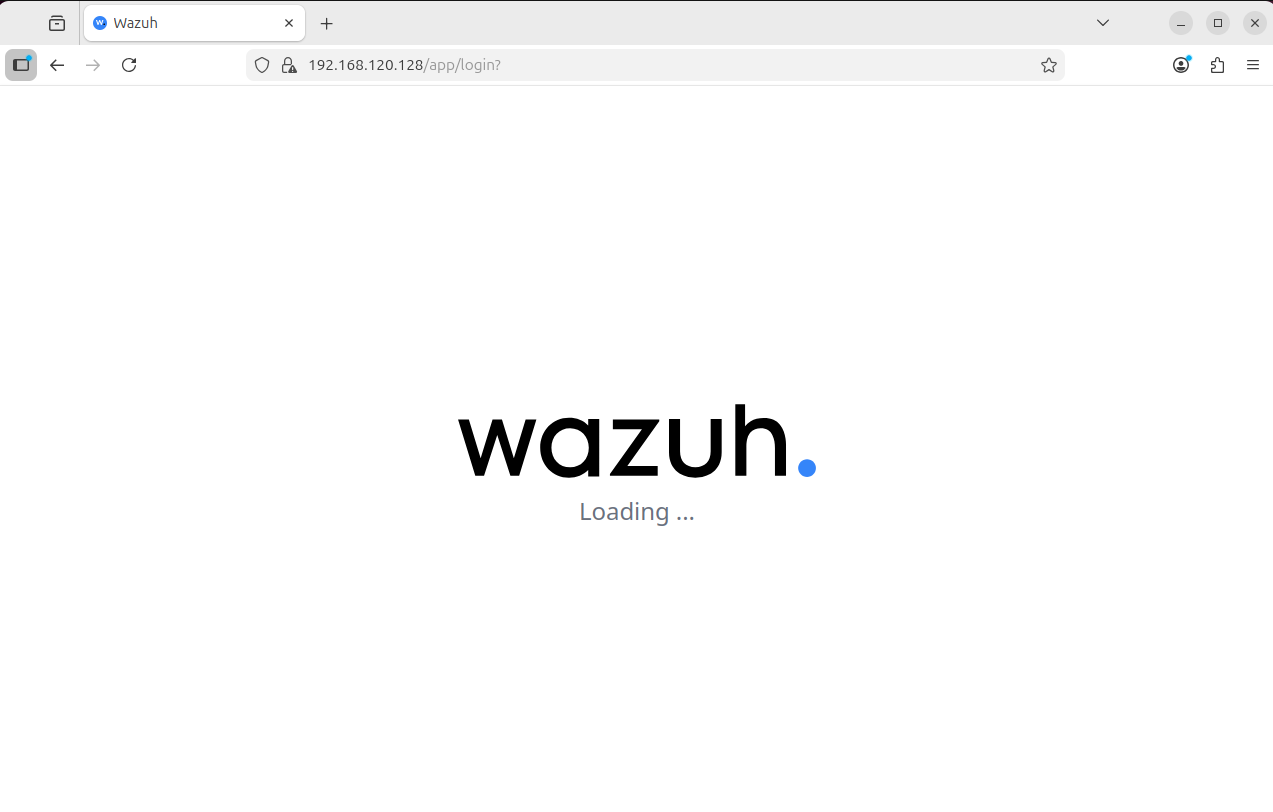 Wazuh
192.168.120.128/app/login?
wazuh.
Loading ...